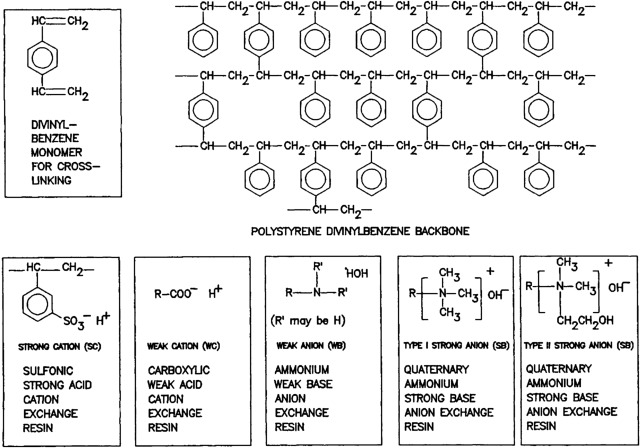 HC=CH₂
HC=CH₂
DIVINYL-
BENZENE
MONOMER
FOR CROSS-
LINKING
—CH—CH₂—CH—CH₂—CH—CH₂—CH—CH₂—CH—CH₂—CH—CH₂—CH—CH₂—
—CH—CH₂—CH—CH₂—CH—CH₂—CH—CH₂—CH—CH₂—CH—CH₂—CH—CH₂—
—CH—CH₂—CH—CH₂—CH—CH₂—CH—CH₂—CH—CH₂—CH—CH₂—CH—CH₂—
—CH—CH₂—
POLYSTYRENE DIVINYLBENZENE BACKBONE
—HC—CH₂—
SO₃⁻ H⁺
STRONG CATION (SC)
SULFONIC
STRONG ACID
CATION
EXCHANGE
RESIN
R—COO⁻ H⁺
WEAK CATION (WC)
CARBOXYLIC
WEAK ACID
CATION
EXCHANGE
RESIN
R' ·HOH
R—N—R'
(R' may be H)
WEAK ANION (WB)
AMMONIUM
WEAK BASE
ANION
EXCHANGE
RESIN
CH₃ +
R—N—CH₃ OH⁻
CH₃
TYPE I STRONG ANION (SB)
QUATERNARY
AMMONIUM
STRONG BASE
ANION EXCHANGE
RESIN
CH₃ +
R—N—CH₃ OH⁻
C₂C₂OH
TYPE II STRONG ANION (SB)
QUATERNARY
AMMONIUM
STRONG BASE
ANION EXCHANGE
RESIN